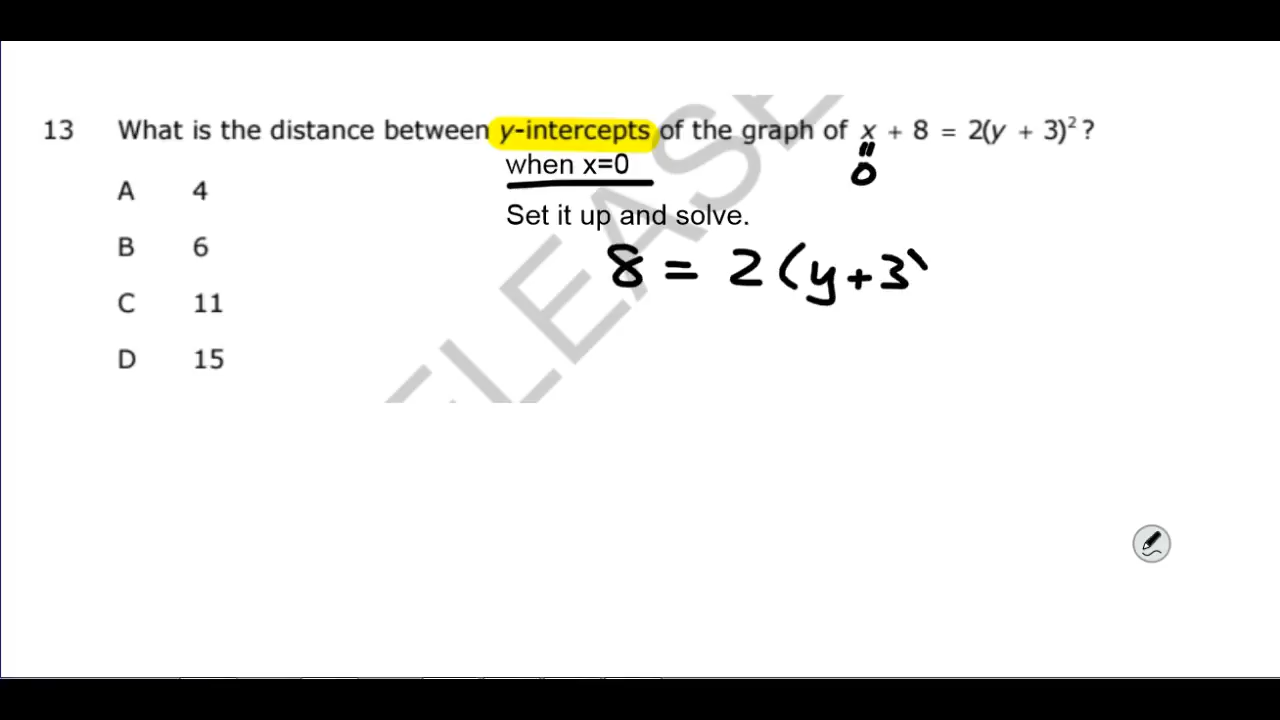 13 What is the distance between y-intercepts of the graph of x + 8 = 2(y + 3)² ?
when x=0
"
0
A 4
Set it up and solve.
B 6
8 = 2 (y+3)
C 11
D 15
ELEASE